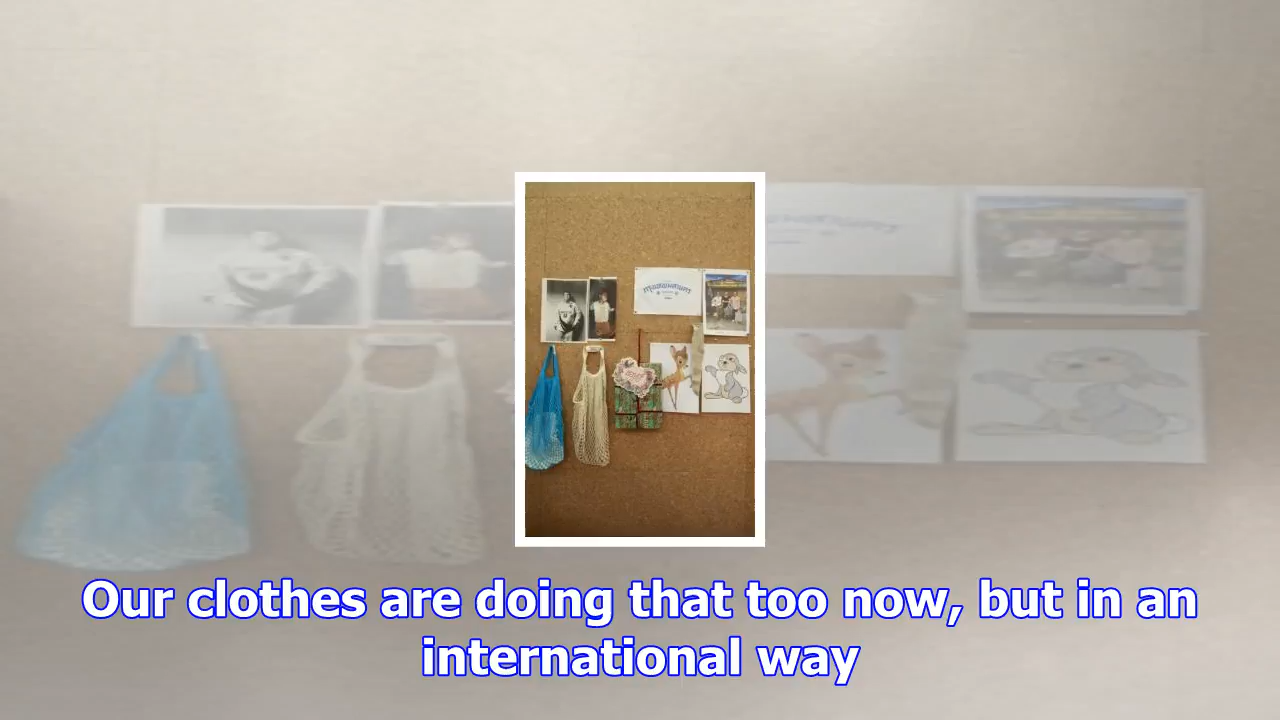 Our clothes are doing that too now, but in an
international way